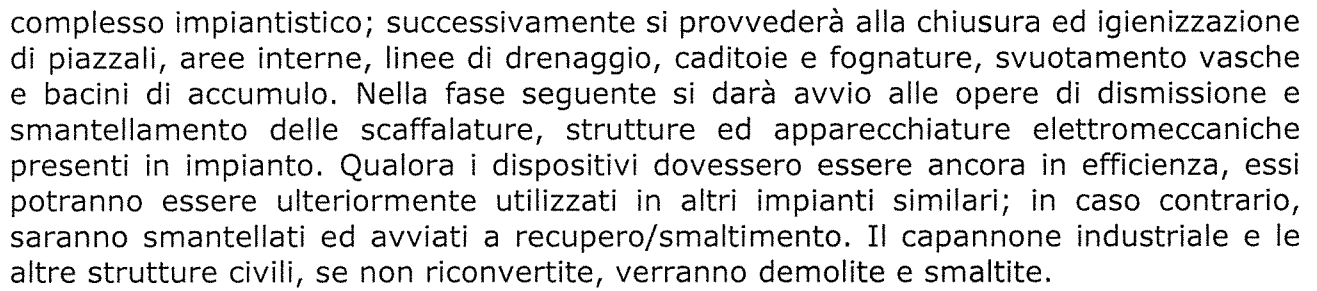 complesso impiantistico; successivamente si provvederà alla chiusura ed igienizzazione
di piazzali, aree interne, linee di drenaggio, caditoie e fognature, svuotamento vasche
e bacini di accumulo. Nella fase seguente si darà avvio alle opere di dismissione e
smantellamento delle scaffalature, strutture ed apparecchiature elettromeccaniche
presenti in impianto. Qualora i dispositivi dovessero essere ancora in efficienza, essi
potranno essere ulteriormente utilizzati in altri impianti similari; in caso contrario,
saranno smantellati ed avviati a recupero/smaltimento. Il capannone industriale e le
altre strutture civili, se non riconvertite, verranno demolite e smaltite.